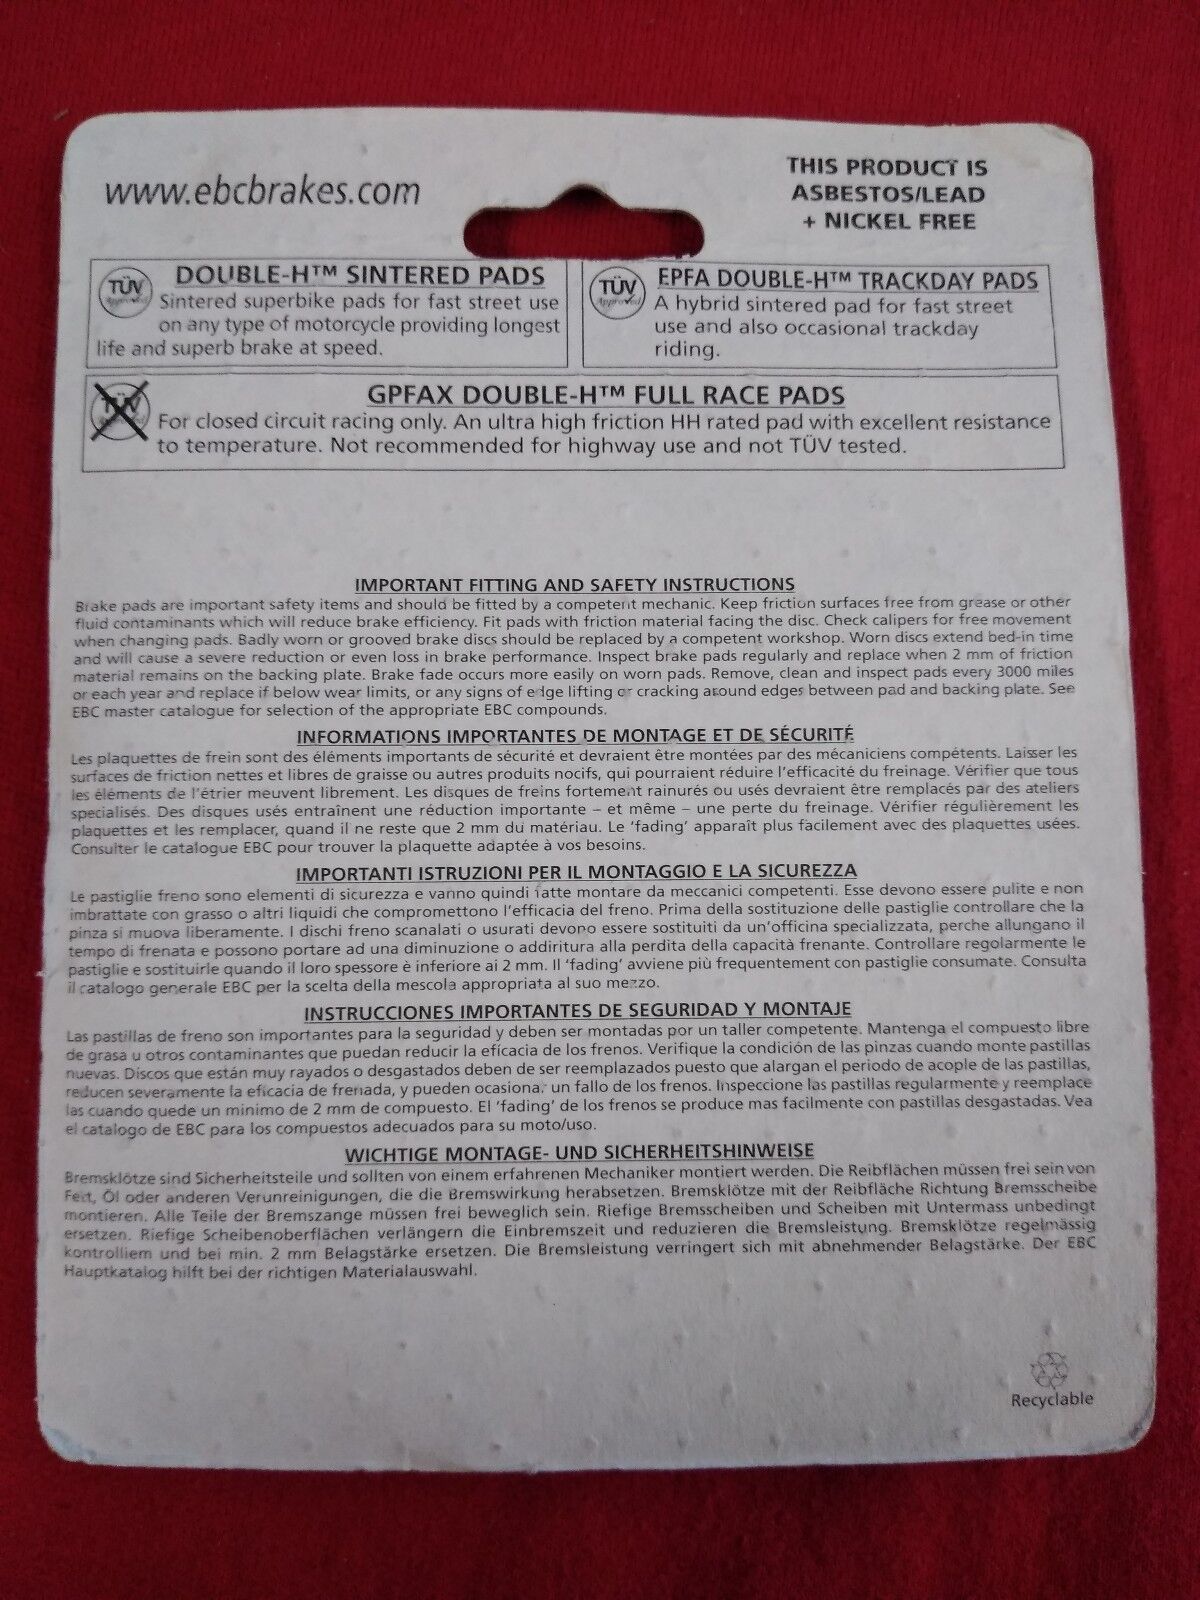 www.ebcbrakes.com
THIS PRODUCT IS
ASBESTOS/LEAD
+ NICKEL FREE
TÜV
Approved
DOUBLE-H™ SINTERED PADS
Sintered superbike pads for fast street use
on any type of motorcycle providing longest
life and superb brake at speed.
TÜV
Approved
EPFA DOUBLE-H™ TRACKDAY PADS
A hybrid sintered pad for fast street
use and also occasional trackday
riding.
TÜV
GPFAX DOUBLE-H™ FULL RACE PADS
For closed circuit racing only. An ultra high friction HH rated pad with excellent resistance
to temperature. Not recommended for highway use and not TÜV tested.
IMPORTANT FITTING AND SAFETY INSTRUCTIONS
Brake pads are important safety items and should be fitted by a competent mechanic. Keep friction surfaces free from grease or other
fluid contaminants which will reduce brake efficiency. Fit pads with friction material facing the disc. Check calipers for free movement
when changing pads. Badly worn or grooved brake discs should be replaced by a competent workshop. Worn discs extend bed-in time
and will cause a severe reduction or even loss in brake performance. Inspect brake pads regularly and replace when 2 mm of friction
material remains on the backing plate. Brake fade occurs more easily on worn pads. Remove, clean and inspect pads every 3000 miles
or each year and replace if below wear limits, or any signs of edge lifting or cracking around edges between pad and backing plate. See
EBC master catalogue for selection of the appropriate EBC compounds.
INFORMATIONS IMPORTANTES DE MONTAGE ET DE SÉCURITÉ
Les plaquettes de frein sont des éléments importants de sécurité et devraient être montées par des mécaniciens compétents. Laisser les
surfaces de friction nettes et libres de graisse ou autres produits nocifs, qui pourraient réduire l'efficacité du freinage. Vérifier que tous
les éléments de l'étrier meuvent librement. Les disques de freins fortement rainurés ou usés devraient être remplacés par des ateliers
specialisés. Des disques usés entraînent une réduction importante – et même – une perte du freinage. Vérifier régulièrement les
plaquettes et les remplacer, quand il ne reste que 2 mm du matériau. Le 'fading' apparaît plus facilement avec des plaquettes usées.
Consulter le catalogue EBC pour trouver la plaquette adaptée à vos besoins.
IMPORTANTI ISTRUZIONI PER IL MONTAGGIO E LA SICUREZZA
Le pastiglie freno sono elementi di sicurezza e vanno quindi fatte montare da meccanici competenti. Esse devono essere pulite e non
imbrattate con grasso o altri liquidi che compromettono l'efficacia del freno. Prima della sostituzione delle pastiglie controllare che la
pinza si muova liberamente. I dischi freno scanalati o usurati devono essere sostituiti da un'officina specializzata, perche allungano il
tempo di frenata e possono portare ad una diminuzione o addiritura alla perdita della capacità frenante. Controllare regolarmente le
pastiglie e sostituirle quando il loro spessore è inferiore ai 2 mm. Il 'fading' avviene più frequentemente con pastiglie consumate. Consulta
il catalogo generale EBC per la scelta della mescola appropriata al suo mezzo.
INSTRUCCIONES IMPORTANTES DE SEGURIDAD Y MONTAJE
Las pastillas de freno son importantes para la seguridad y deben ser montadas por un taller competente. Mantenga el compuesto libre
de grasa u otros contaminantes que puedan reducir la eficacia de los frenos. Verifique la condición de las pinzas cuando monte pastillas
nuevas. Discos que están muy rayados o desgastados deben de ser reemplazados puesto que alargan el periodo de acople de las pastillas,
reducen severamente la eficacia de frenada, y pueden ocasionar un fallo de los frenos. Inspeccione las pastillas regularmente y reemplace
las cuando quede un minimo de 2 mm de compuesto. El 'fading' de los frenos se produce mas facilmente con pastillas desgastadas. Vea
el catalogo de EBC para los compuestos adecuados para su moto/uso.
WICHTIGE MONTAGE- UND SICHERHEITSHINWEISE
Bremsklötze sind Sicherheitsteile und sollten von einem erfahrenen Mechaniker montiert werden. Die Reibflächen müssen frei sein von
Fett, Öl oder anderen Verunreinigungen, die die Bremswirkung herabsetzen. Bremsklötze mit der Reibfläche Richtung Bremsscheibe
montieren. Alle Teile der Bremszange müssen frei beweglich sein. Riefige Bremsscheiben und Scheiben mit Untermass unbedingt
ersetzen. Riefige Scheibenoberflächen verlängern die Einbremszeit und reduzieren die Bremsleistung. Bremsklötze regelmässig
kontrolliern und bei min. 2 mm Belagstärke ersetzen. Die Bremsleistung verringert sich mit abnehmender Belagstärke. Der EBC
Hauptkatalog hilft bei der richtigen Materialauswahl.
Recyclable